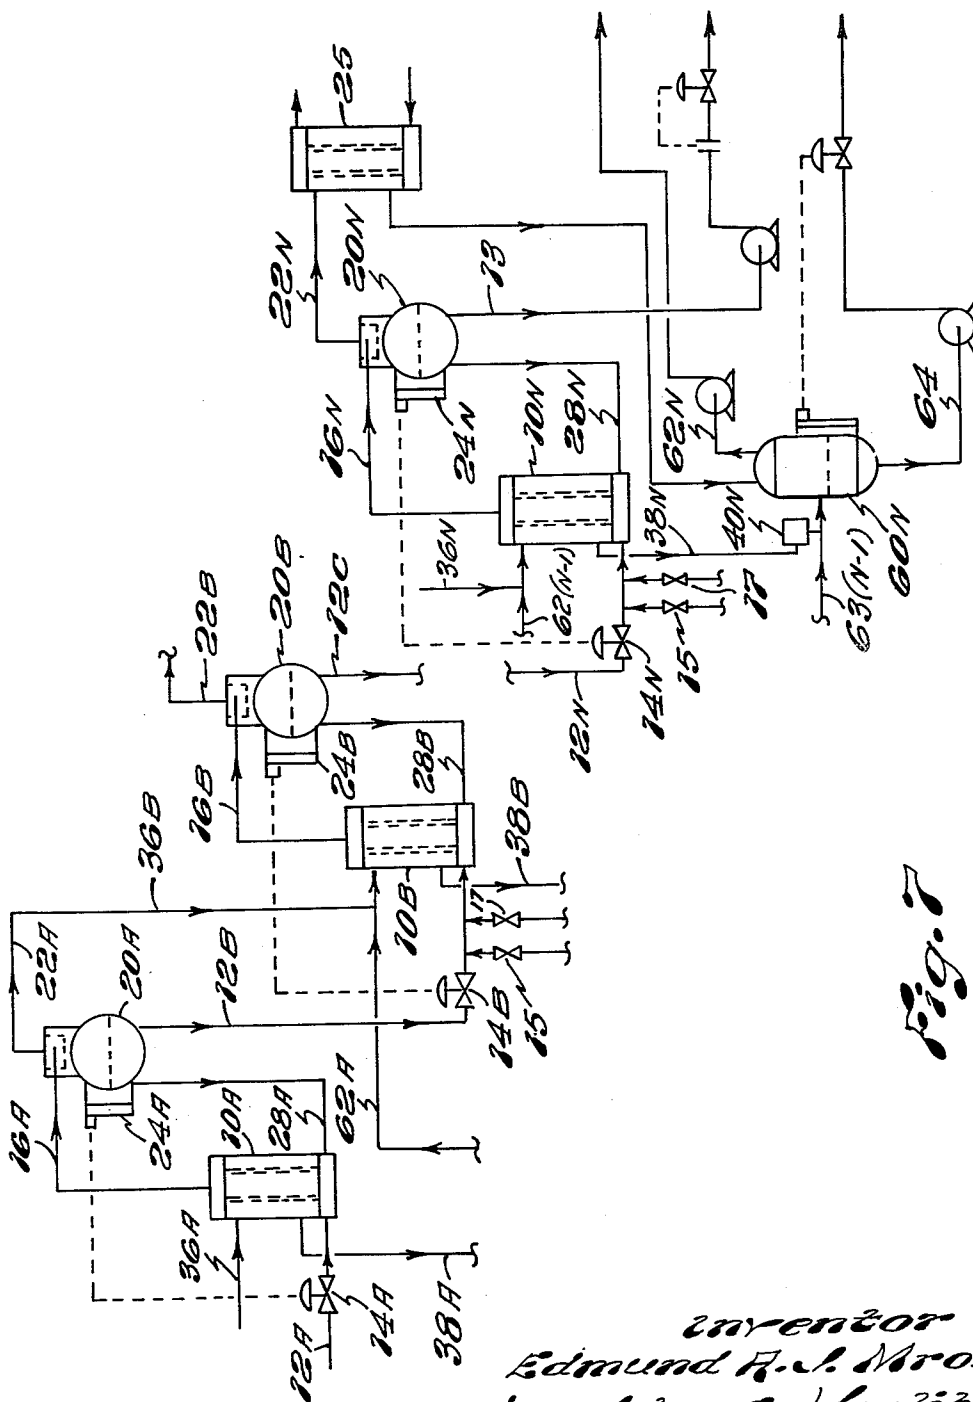 25
22N
20N
13
16N
24N
10N
28N
62N
64
36N
62(N-1)
38N
40N
17
15
63(N-1)
60N
12N
14N
22B
20B
12C
16B
24B
28B
36B
10B
38B
17
15
14B
22A
20A
12B
62A
16A
24A
10A
28A
36A
12A
14A
38A
Fig. 7
Inventor
Edmund A.J.